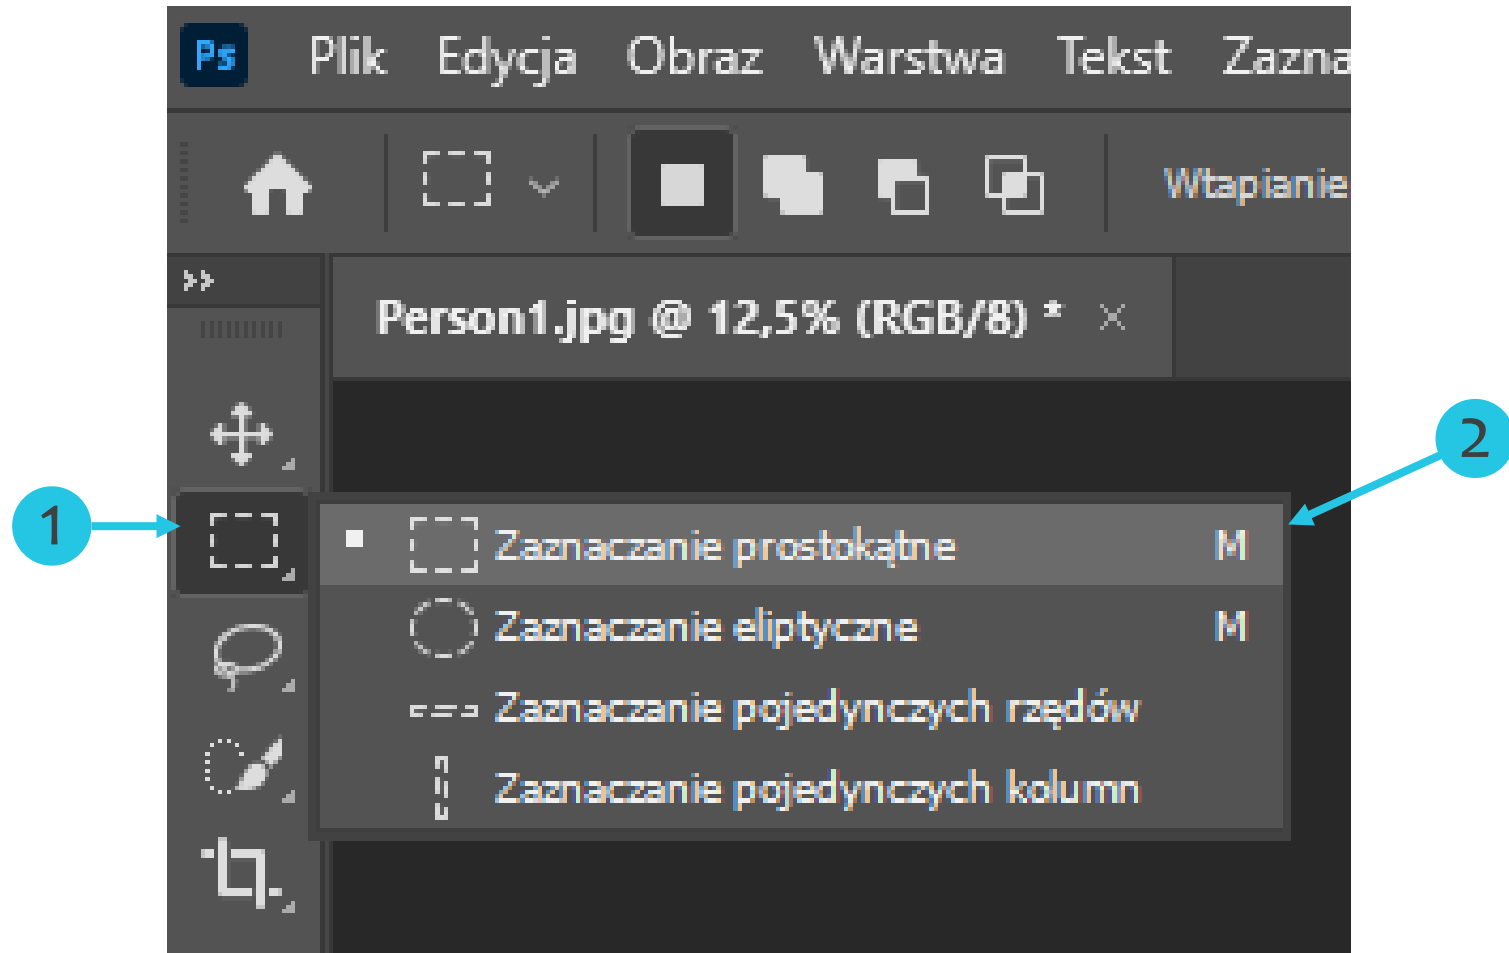 Ps Plik Edycja Obraz Warstwa Tekst Zazna
Wtapianie
Person1.jpg @ 12,5% (RGB/8) * ×
1
2
Zaznaczanie prostokątne M
Zaznaczanie eliptyczne M
Zaznaczanie pojedynczych rzędów
Zaznaczanie pojedynczych kolumn